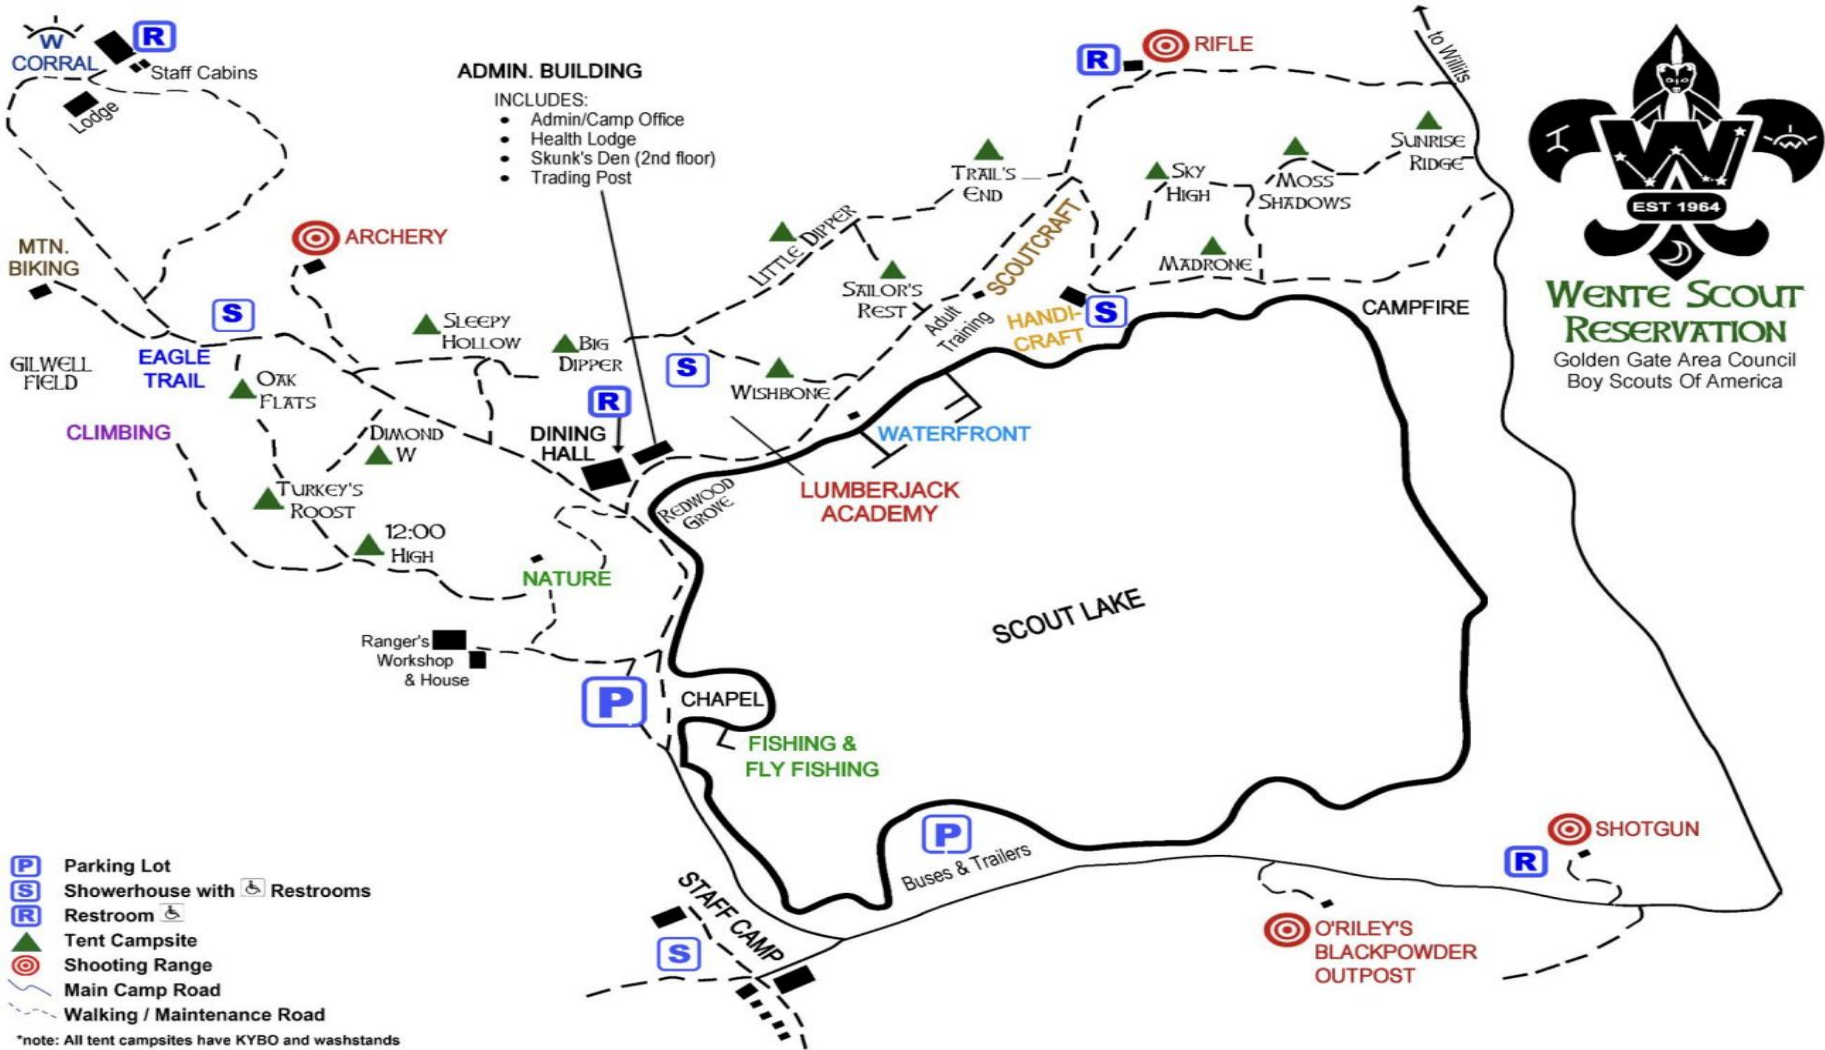 W
CORRAL
R
Staff Cabins
Lodge
ADMIN. BUILDING
INCLUDES:
• Admin/Camp Office
• Health Lodge
• Skunk's Den (2nd floor)
• Trading Post
R
RIFLE
to Willits
W
EST 1964
WENTE SCOUT
RESERVATION
Golden Gate Area Council
Boy Scouts Of America
MTN.
BIKING
ARCHERY
S
EAGLE
TRAIL
GILWELL
FIELD
CLIMBING
SLEEPY
HOLLOW
BIG
DIPPER
OAK
FLATS
DIMOND
W
TURKEY'S
ROOST
12:00
HIGH
DINING
HALL
R
S
WISHBONE
LITTLE DIPPER
SAILOR'S
REST
TRAIL'S
END
SCOUTCRAFT
Adult
Training
HANDI-
CRAFT
S
SKY
HIGH
MOSS
SHADOWS
SUNRISE
RIDGE
MADRONE
CAMPFIRE
WATERFRONT
LUMBERJACK
ACADEMY
REDWOOD
GROVE
NATURE
Ranger's
Workshop
& House
SCOUT LAKE
P
CHAPEL
FISHING &
FLY FISHING
P
Buses & Trailers
STAFF CAMP
S
SHOTGUN
R
O'RILEY'S
BLACKPOWDER
OUTPOST
P Parking Lot
S Showerhouse with Restrooms
R Restroom
Tent Campsite
Shooting Range
Main Camp Road
Walking / Maintenance Road
*note: All tent campsites have KYBO and washstands